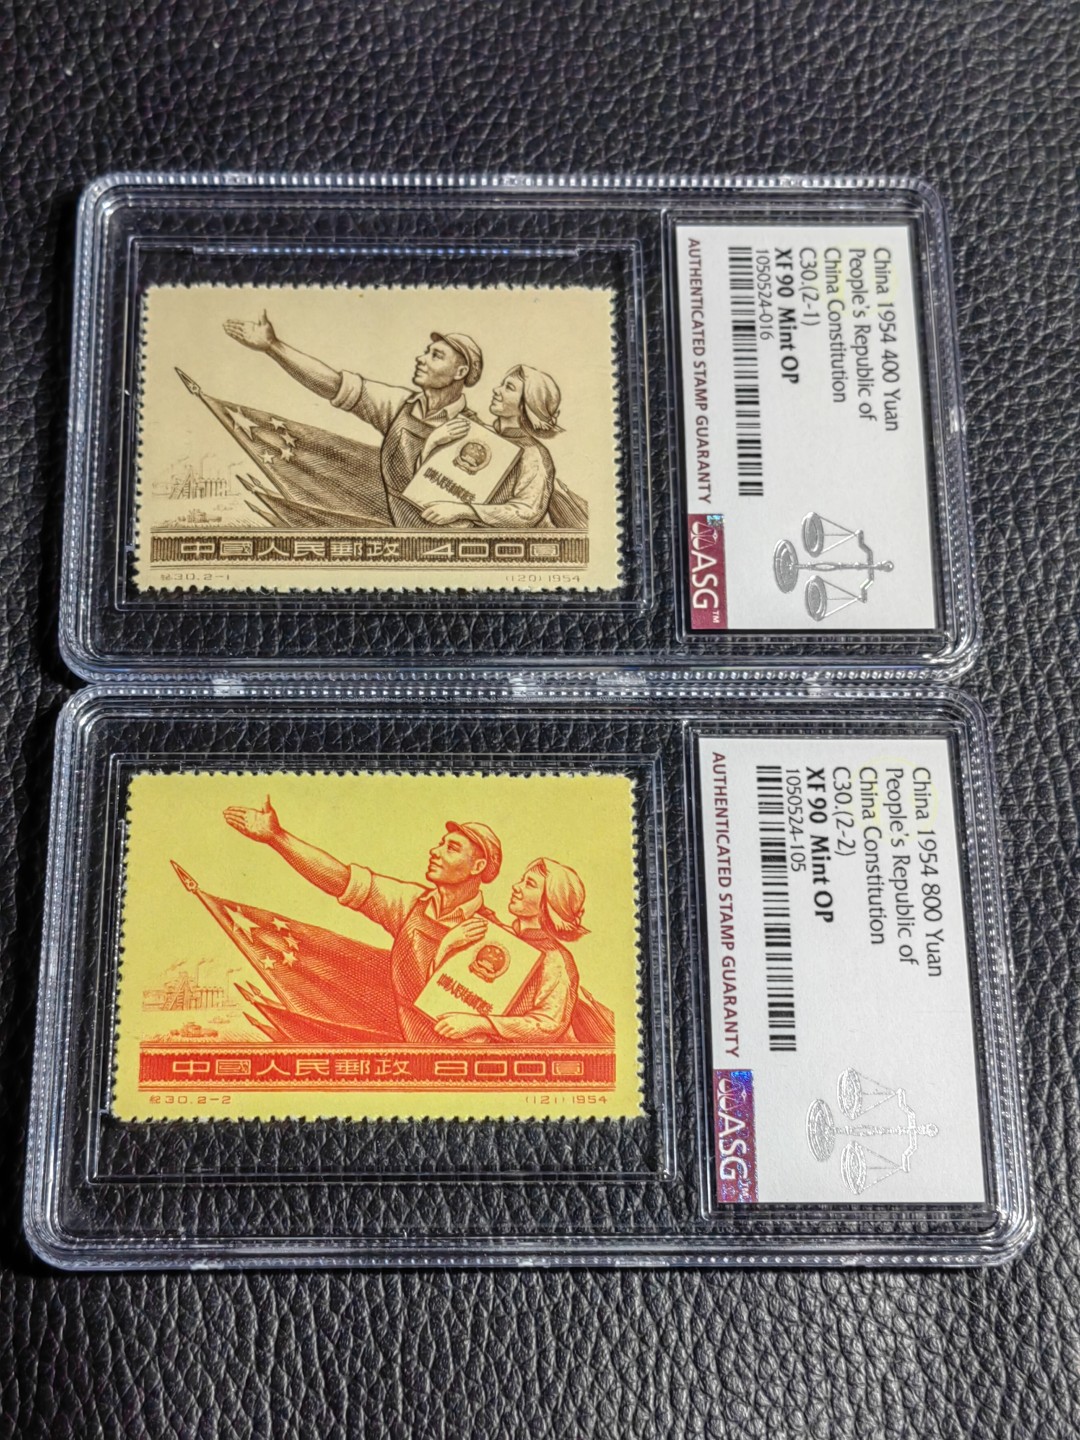 中國人民郵政 400圓
紀30.2-1 (120) 1954
China 1954 400 Yuan
People's Republic of
China Constitution
C30.(2-1)
XF 90 Mint OP
1050524-016
AUTHENTICATED STAMP GUARANTY
ASG™
中國人民郵政 800圓
紀30.2-2 (121) 1954
China 1954 800 Yuan
People's Republic of
China Constitution
C30.(2-2)
XF 90 Mint OP
1050524-105
AUTHENTICATED STAMP GUARANTY
ASG™